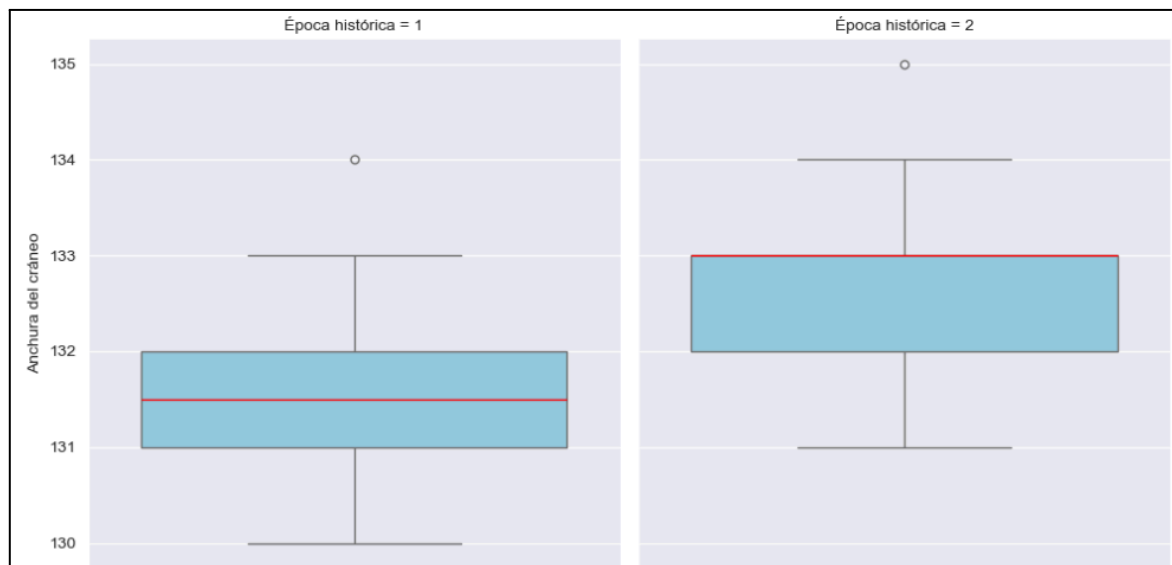 Época histórica = 1
Época histórica = 2
135
134
133
132
131
130
Anchura del cráneo